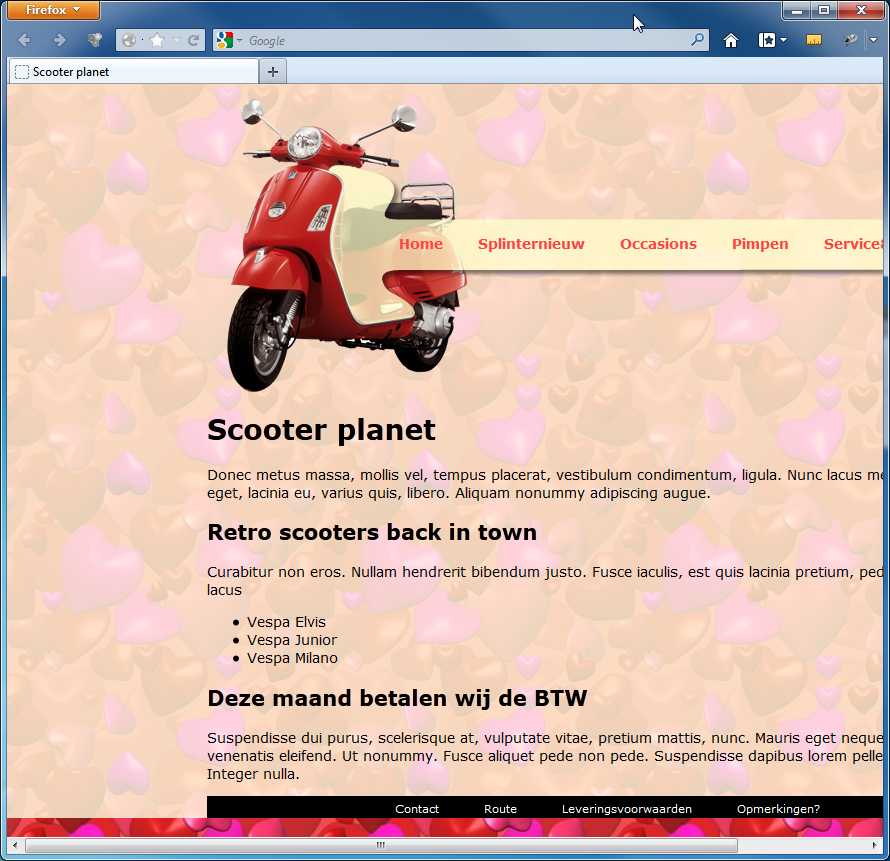 Firefox
Google
Scooter planet
Home Splinternieuw Occasions Pimpen Service&
Scooter planet
Donec metus massa, mollis vel, tempus placerat, vestibulum condimentum, ligula. Nunc lacus me
eget, lacinia eu, varius quis, libero. Aliquam nonummy adipiscing augue.
Retro scooters back in town
Curabitur non eros. Nullam hendrerit bibendum justo. Fusce iaculis, est quis lacinia pretium, ped
lacus
• Vespa Elvis
• Vespa Junior
• Vespa Milano
Deze maand betalen wij de BTW
Suspendisse dui purus, scelerisque at, vulputate vitae, pretium mattis, nunc. Mauris eget neque
venenatis eleifend. Ut nonummy. Fusce aliquet pede non pede. Suspendisse dapibus lorem pelle
Integer nulla.
Contact Route Leveringsvoorwaarden Opmerkingen?